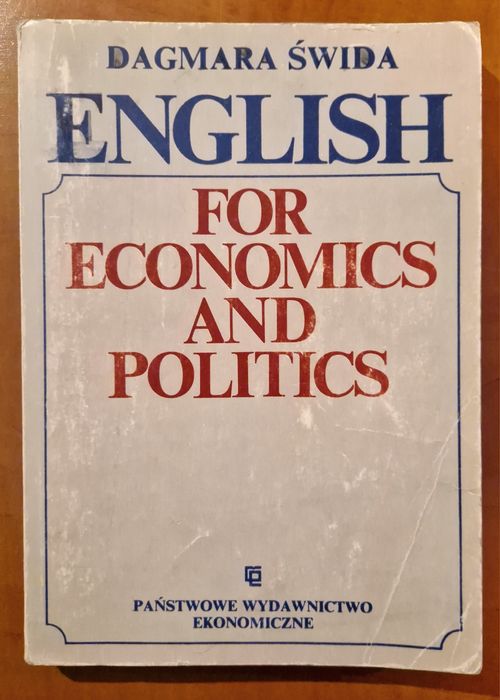 DAGMARA ŚWIDA
ENGLISH
FOR
ECONOMICS
AND
POLITICS
PAŃSTWOWE WYDAWNICTWO
EKONOMICZNE